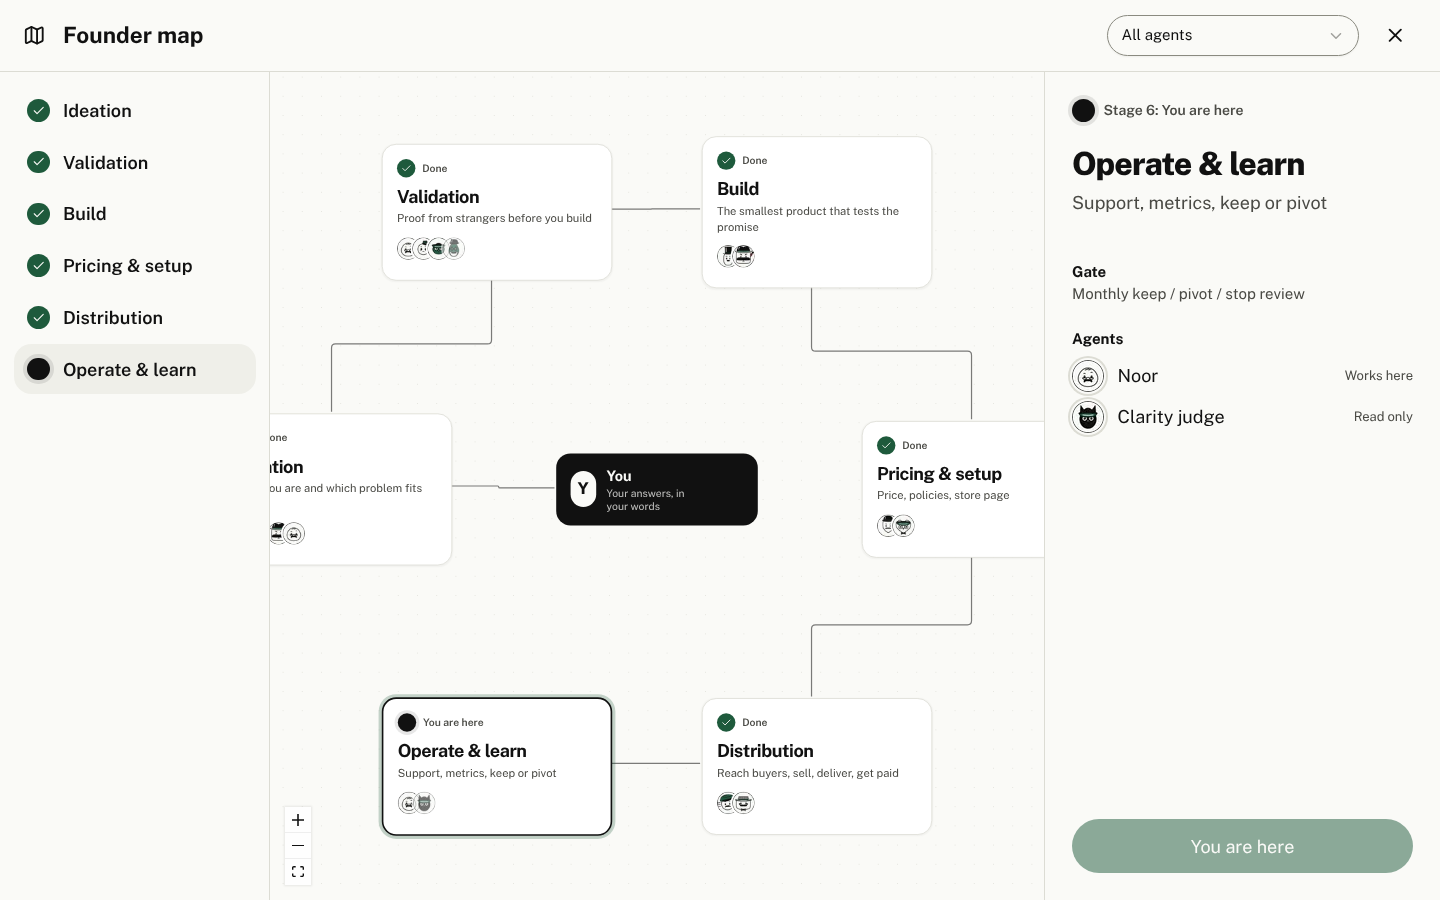 Founder map
All agents
Ideation
Validation
Build
Pricing & setup
Distribution
Operate & learn
Done
Validation
Proof from strangers before you build
Done
Build
The smallest product that tests the
promise
one
tion
ou are and which problem fits
Y
You
Your answers, in
your words
Done
Pricing & setup
Price, policies, store page
You are here
Operate & learn
Support, metrics, keep or pivot
Done
Distribution
Reach buyers, sell, deliver, get paid
Stage 6: You are here
Operate & learn
Support, metrics, keep or pivot
Gate
Monthly keep / pivot / stop review
Agents
Noor
Works here
Clarity judge
Read only
You are here